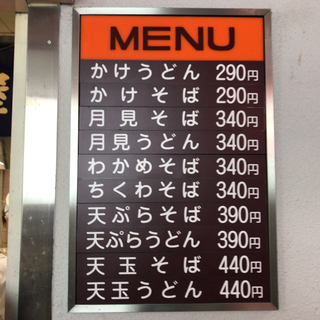 MENU
かけうどん 290円
かけそば 290円
月見そば 340円
月見うどん 340円
わかめそば 340円
ちくわそば 340円
天ぷらそば 390円
天ぷらうどん 390円
天玉そば 440円
天玉うどん 440円